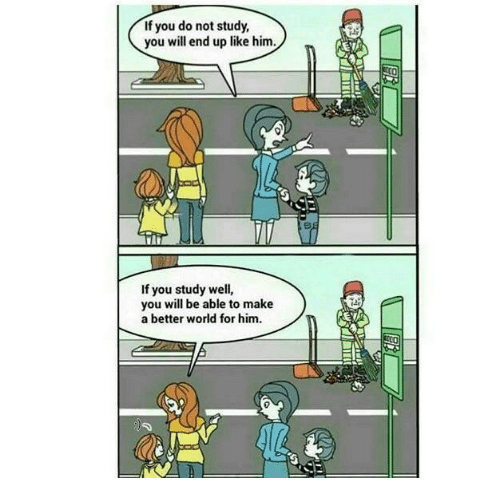 If you do not study,
you will end up like him.
If you study well,
you will be able to make
a better world for him.